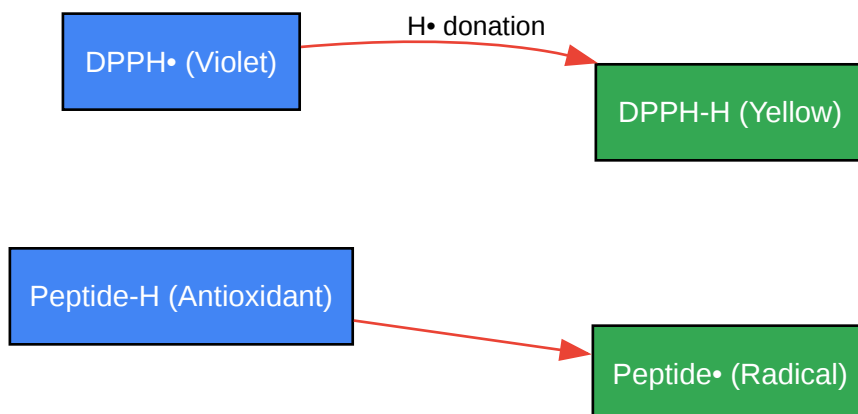 H• donation
DPPH• (Violet)
DPPH-H (Yellow)
Peptide-H (Antioxidant)
Peptide• (Radical)